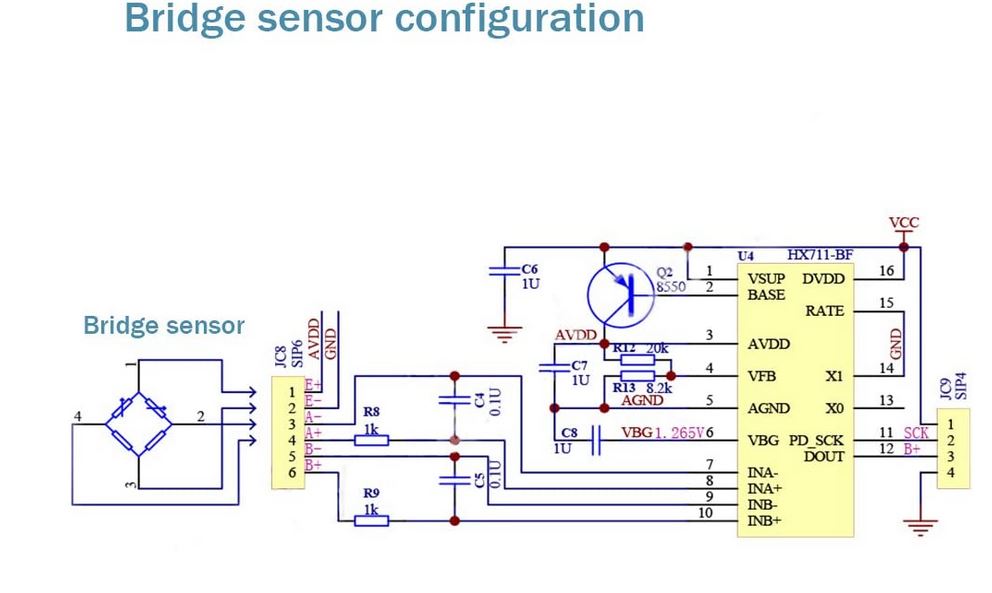 Bridge sensor configuration
VCC
U4 HX711-BF
C6
1U
Q2
8550
1 VSUP DVDD 16
2 BASE
RATE 15
GND
AVDD 3 AVDD
R12 20k
C7
1U
4 VFB X1 14
R13 8.2k
AGND 5 AGND X0 13
C8
1U
VBG 1.265V 6 VBG PD_SCK 11 SCK
DOUT 12 B+
7 INA-
8 INA+
9 INB-
10 INB+
JC9
SIP4
1
2
3
4
Bridge sensor
1
4
2
3
JC8
SIP6
AVDD
GND
1 E+
2 E-
3 A-
4 A+
5 B-
6 B+
R8
1k
C4
0.1U
R9
1k
C5
0.1U